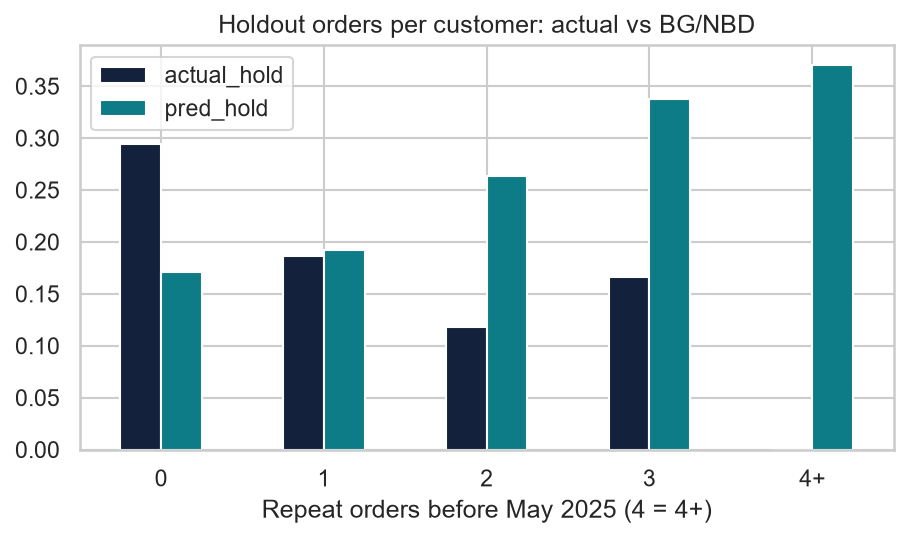 Holdout orders per customer: actual vs BG/NBD
actual_hold
pred_hold
0.35
0.30
0.25
0.20
0.15
0.10
0.05
0.00
0 1 2 3 4+
Repeat orders before May 2025 (4 = 4+)